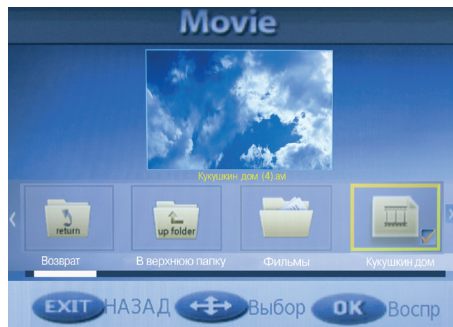 Movie
Кукушкин дом (4).avi
return
up folder
Возврат
В верхнюю папку
Фильмы
Кукушкин дом
EXIT НАЗАД Выбор OK Воспр